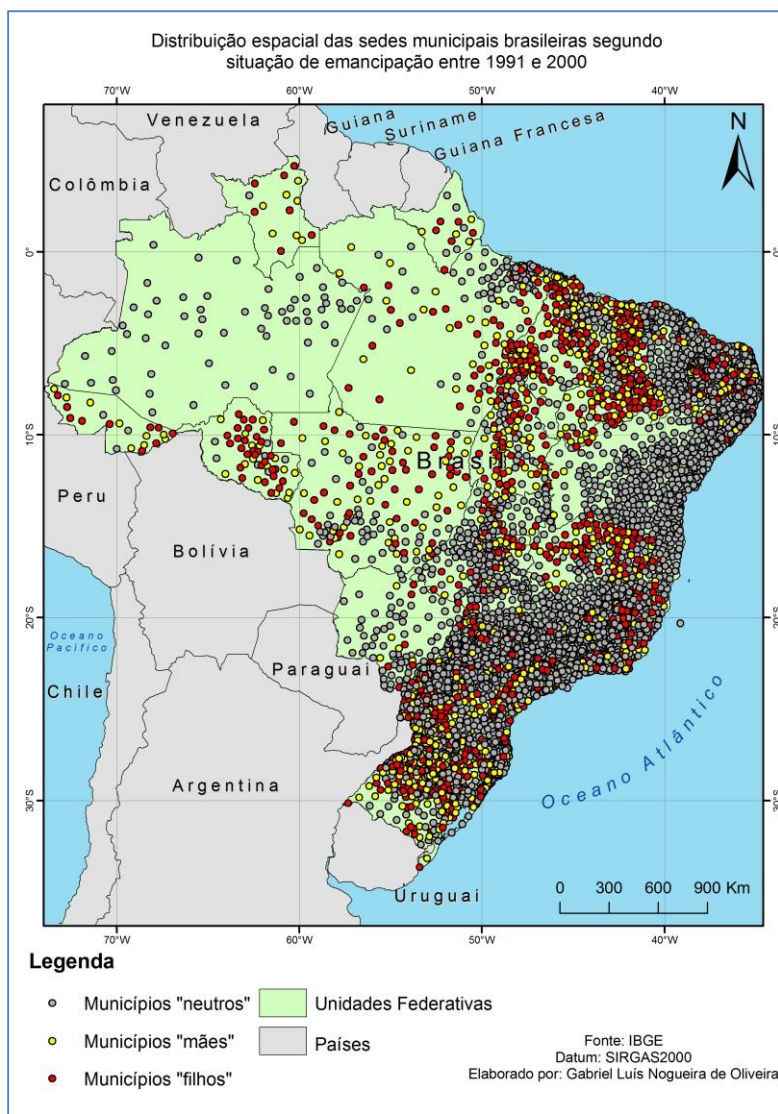 Distribuição espacial das sedes municipais brasileiras segundo
situação de emancipação entre 1991 e 2000
70°W 60°W 50°W 40°W
Venezuela
Guiana
Suriname
Guiana Francesa
N
Colômbia
0° 0°
10°S 10°S
Brasil
Peru
Bolívia
20°S 20°S
Oceano
Pacífico
Paraguai
Chile
Oceano Atlântico
Argentina
30°S 30°S
Uruguai
0 300 600 900 Km
70°W 60°W 50°W 40°W
Legenda
Municípios "neutros"
Unidades Federativas
Municípios "mães"
Países
Municípios "filhos"
Fonte: IBGE
Datum: SIRGAS2000
Elaborado por: Gabriel Luís Nogueira de Oliveira